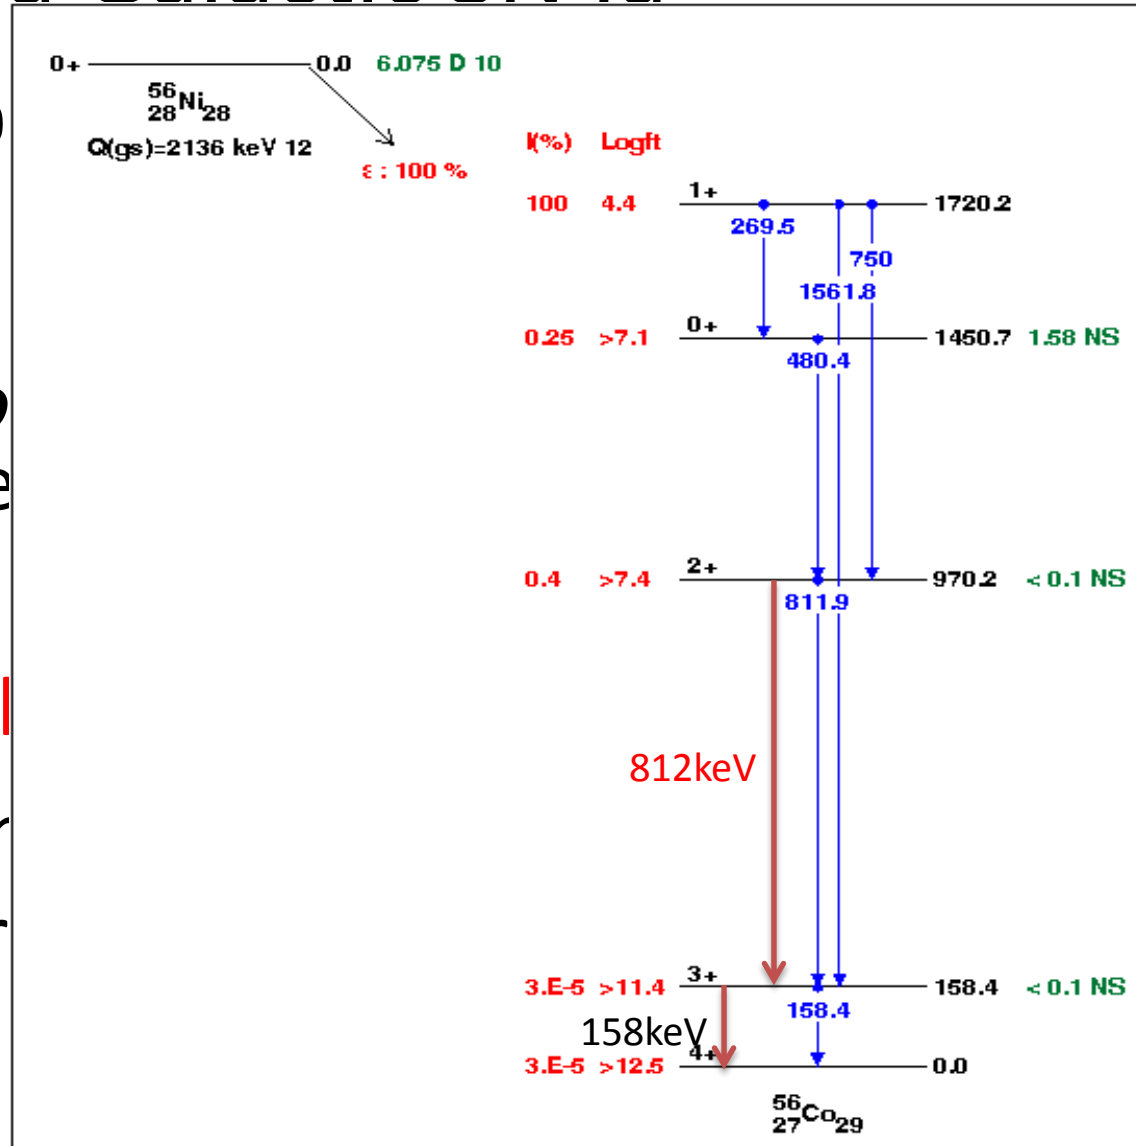 0+ 0.0 6.075 D 10
56
28Ni28
Q(gs)=2136 keV 12
ε : 100 %
I(%) Logft
100 4.4 1+ 1720.2
269.5
750
1561.8
0.25 >7.1 0+ 1450.7 1.58 NS
480.4
0.4 >7.4 2+ 970.2 < 0.1 NS
811.9
812keV
3.E-5 >11.4 3+ 158.4 < 0.1 NS
158.4
158keV
3.E-5 >12.5 4+ 0.0
56
27Co29